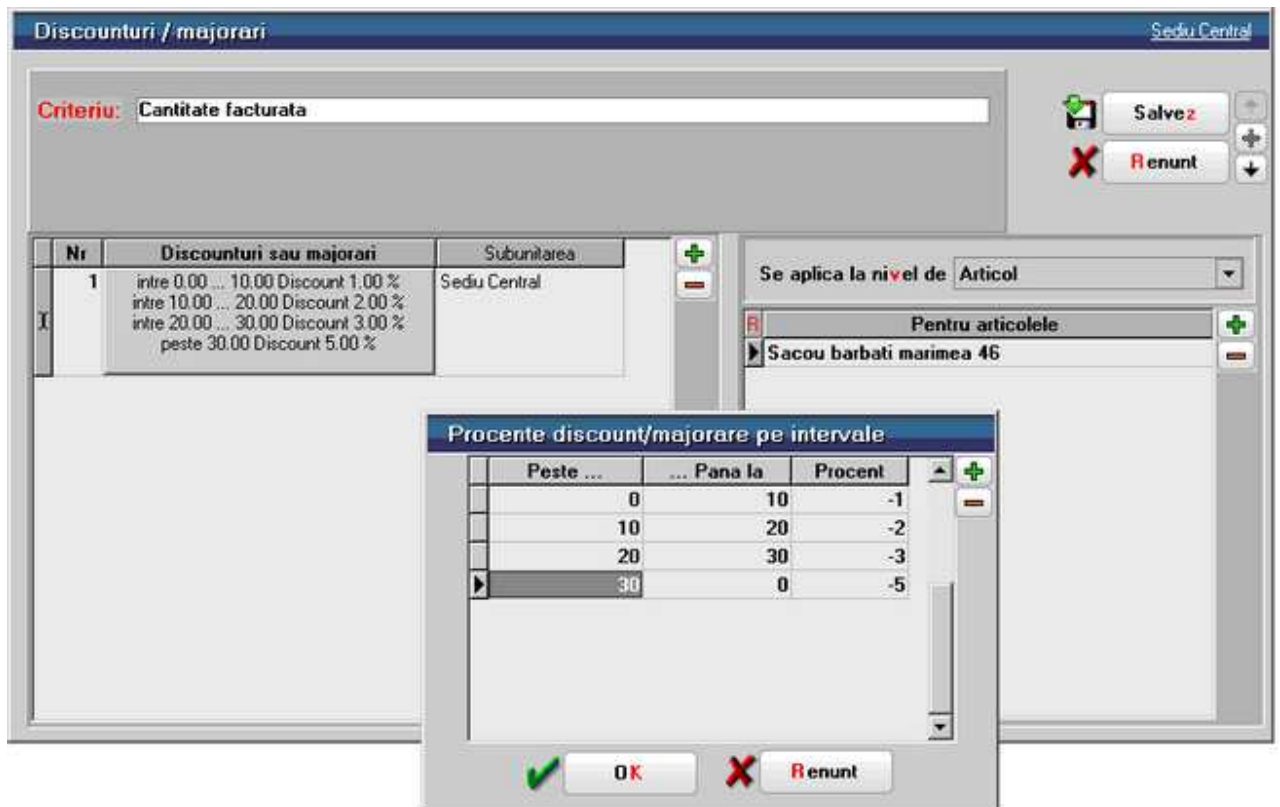 Discounturi / majorari
Sediu Central
Criteriu: Cantitate facturata
Salvez
Renunt
Nr Discounturi sau majorari Subunitarea
1 intre 0.00 ... 10.00 Discount 1.00 % Sediu Central
intre 10.00 ... 20.00 Discount 2.00 %
intre 20.00 ... 30.00 Discount 3.00 %
peste 30.00 Discount 5.00 %
Se aplica la nivel de Articol
R Pentru articolele
Sacou barbati marimea 46
Procente discount/majorare pe intervale
Peste ... ... Pana la Procent
0 10 -1
10 20 -2
20 30 -3
30 0 -5
OK Renunt